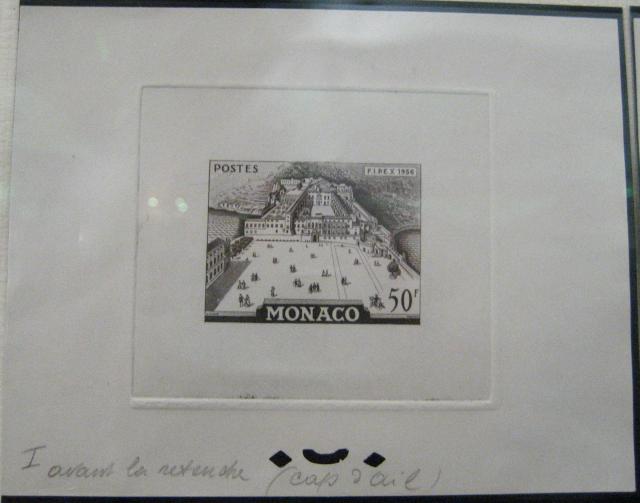 POSTES F.I.P.E.X 1956
50F
MONACO
I avant la retouche (cap d'ail)